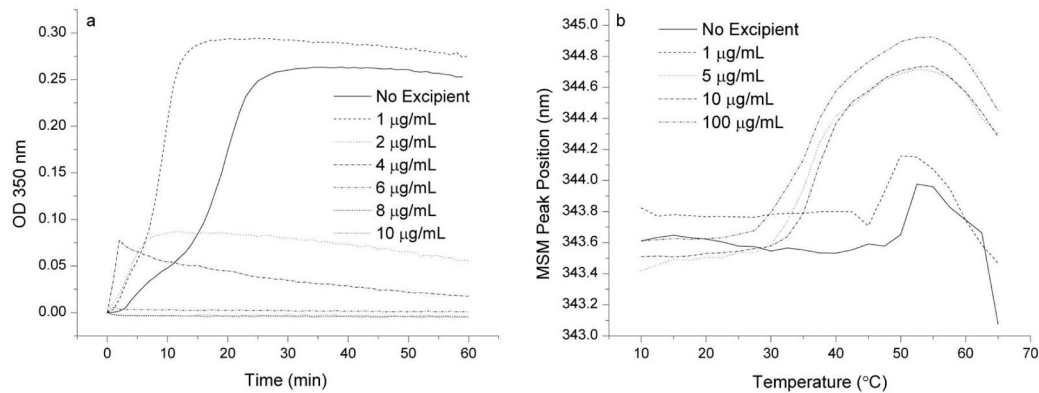 a
OD 350 nm
0.30
0.25
0.20
0.15
0.10
0.05
0.00
0
10
20
30
40
50
60
Time (min)
No Excipient
1 µg/mL
2 µg/mL
4 µg/mL
6 µg/mL
8 µg/mL
10 µg/mL
b
MSM Peak Position (nm)
345.0
344.8
344.6
344.4
344.2
344.0
343.8
343.6
343.4
343.2
343.0
0
10
20
30
40
50
60
70
Temperature (°C)
No Excipient
1 µg/mL
5 µg/mL
10 µg/mL
100 µg/mL